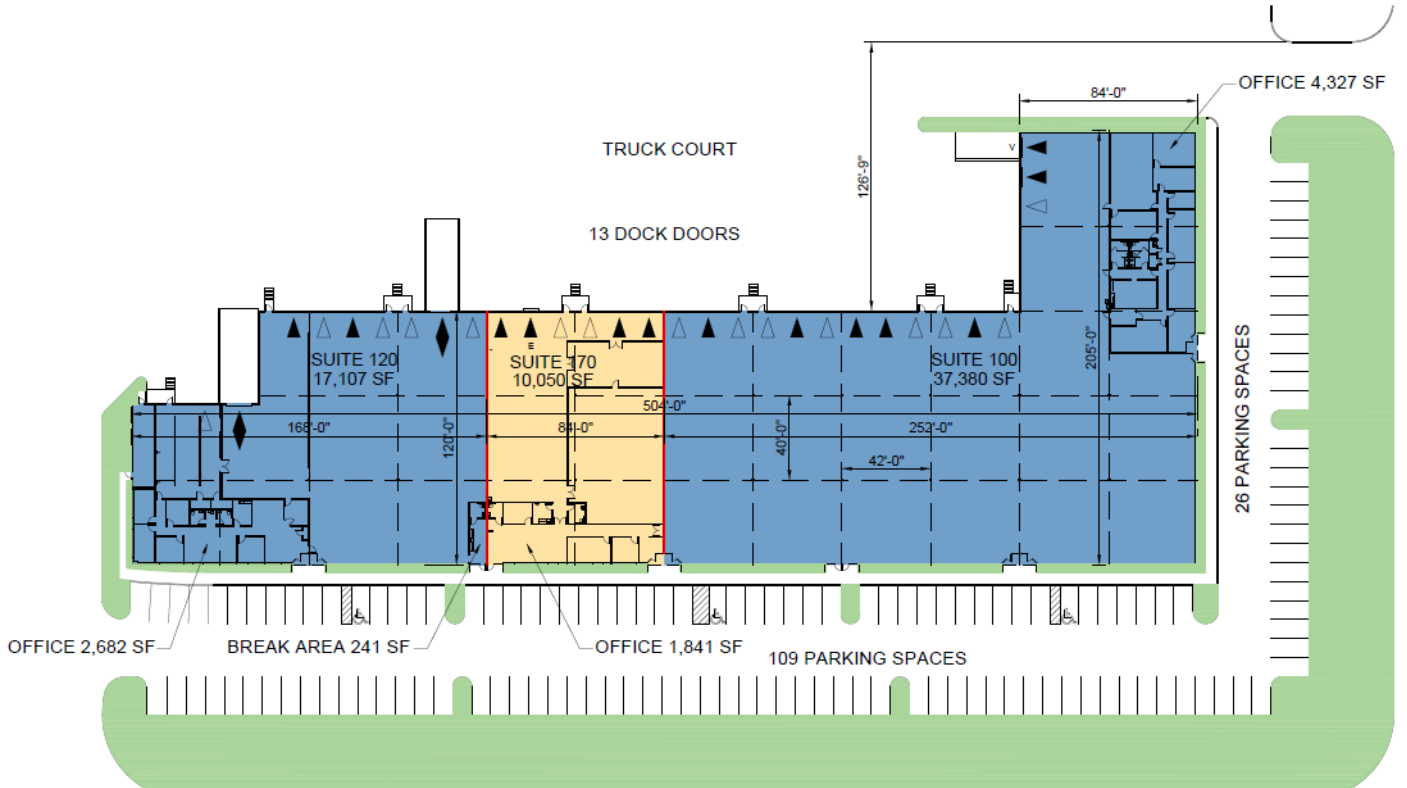 84'-0"
OFFICE 4,327 SF
TRUCK COURT
126'-9"
V
13 DOCK DOORS
E
SUITE 120
17,107 SF
10,050 SF
SUITE 100
37,380 SF
205'-0"
504'-0"
168'-0"
120'-0"
84'-0"
40'-0"
252'-0"
42'-0"
26 PARKING SPACES
OFFICE 2,682 SF
BREAK AREA 241 SF
OFFICE 1,841 SF
109 PARKING SPACES